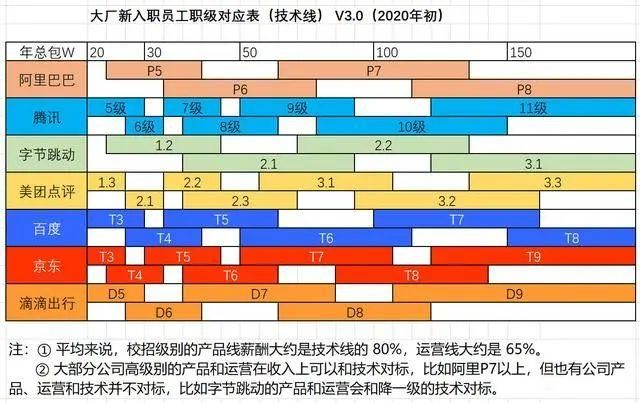 大厂新入职员工职级对应表（技术线） V3.0（2020年初）
年总包W 20 30 50 100 150
阿里巴巴 P5 P7
P6 P8
腾讯 5级 7级 9级 11级
6级 8级 10级
字节跳动 1.2 2.2
2.1 3.1
美团点评 1.3 2.2 3.1 3.3
2.1 2.3 3.2
百度 T3 T5 T7
T4 T6 T8
京东 T3 T5 T7 T9
T4 T6 T8
滴滴出行 D5 D7 D9
D6 D8
注：① 平均来说，校招级别的产品线薪酬大约是技术线的 80%，运营线大约是 65%。
② 大部分公司高级别的产品和运营在收入上可以和技术对标，比如阿里P7以上，但也有公司产
品、运营和技术并不对标，比如字节跳动的产品和运营会和降一级的技术对标。